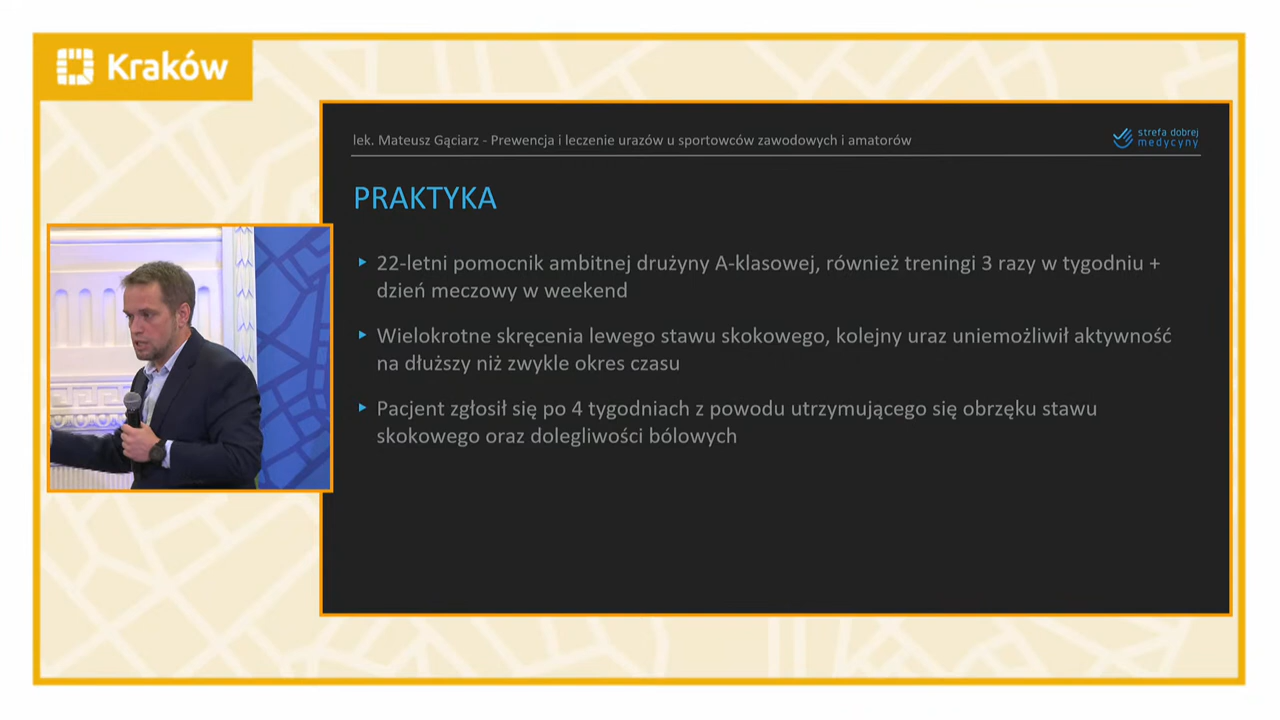 Kraków
lek. Mateusz Gąciarz - Prewencja i leczenie urazów u sportowców zawodowych i amatorów
strefa dobrej
medycyny
PRAKTYKA
22-letni pomocnik ambitnej drużyny A-klasowej, również treningi 3 razy w tygodniu +
dzień meczowy w weekend
Wielokrotne skręcenia lewego stawu skokowego, kolejny uraz uniemożliwił aktywność
na dłuższy niż zwykle okres czasu
Pacjent zgłosił się po 4 tygodniach z powodu utrzymującego się obrzęku stawu
skokowego oraz dolegliwości bólowych